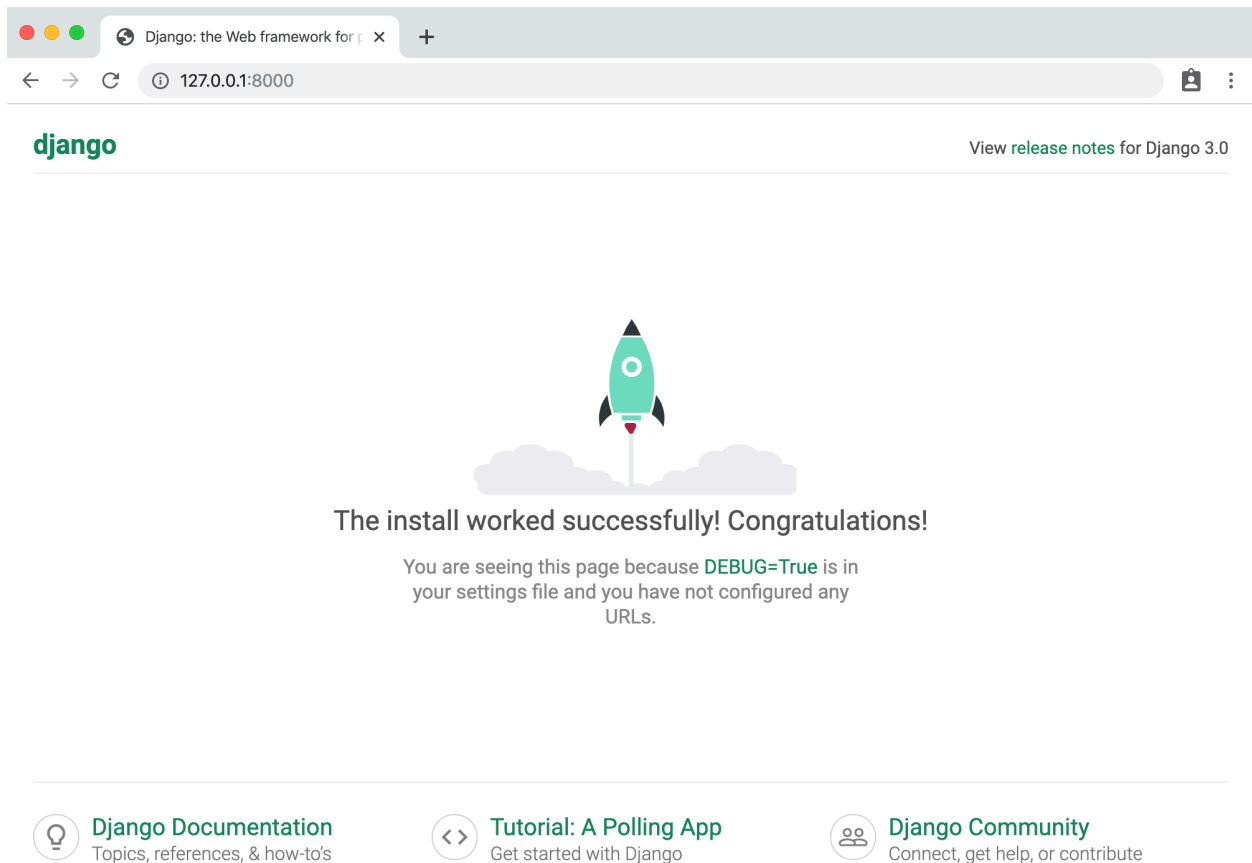 Django: the Web framework for p
127.0.0.1:8000
django
View release notes for Django 3.0
The install worked successfully! Congratulations!
You are seeing this page because DEBUG=True is in
your settings file and you have not configured any
URLs.
Django Documentation
Topics, references, & how-to's
Tutorial: A Polling App
Get started with Django
Django Community
Connect, get help, or contribute